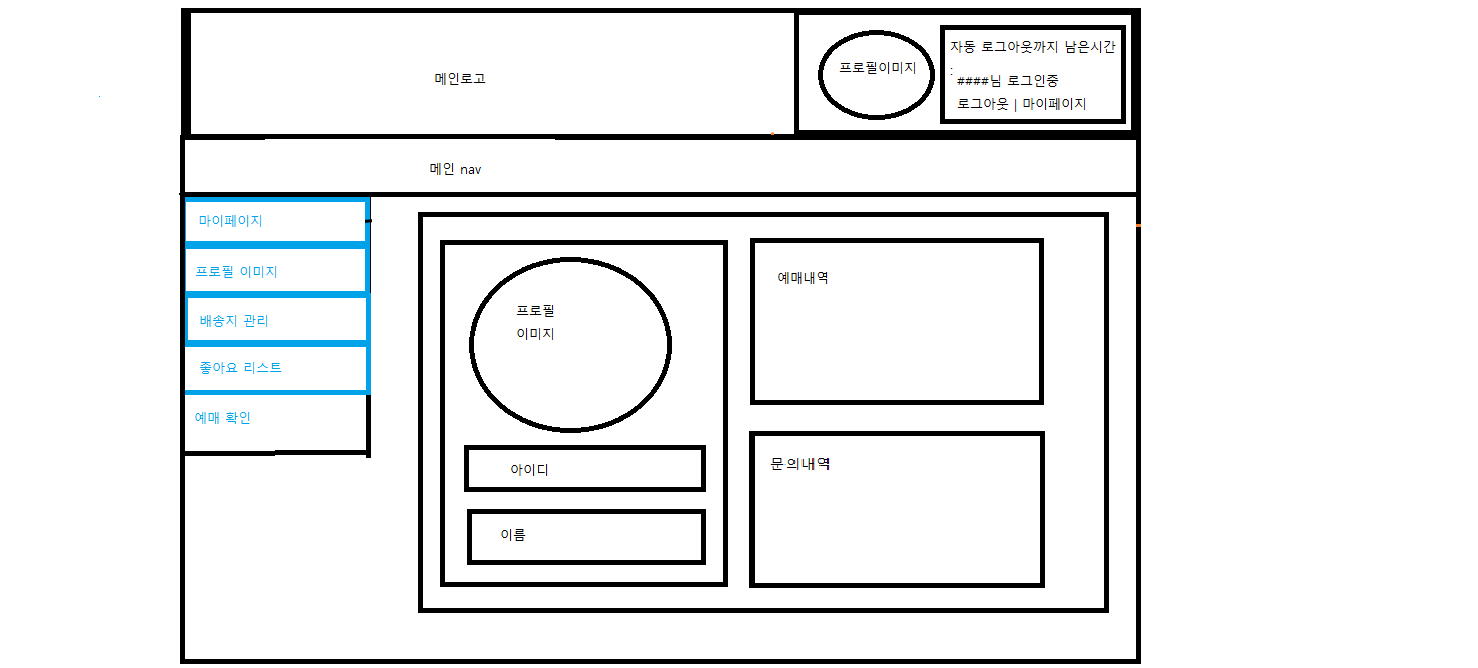 메인로고
프로필이미지
자동 로그아웃까지 남은시간
:
####님 로그인중
로그아웃 | 마이페이지
메인 nav
마이페이지
프로필 이미지
배송지 관리
좋아요 리스트
예매 확인
프로필
이미지
아이디
이름
예매내역
문의내역